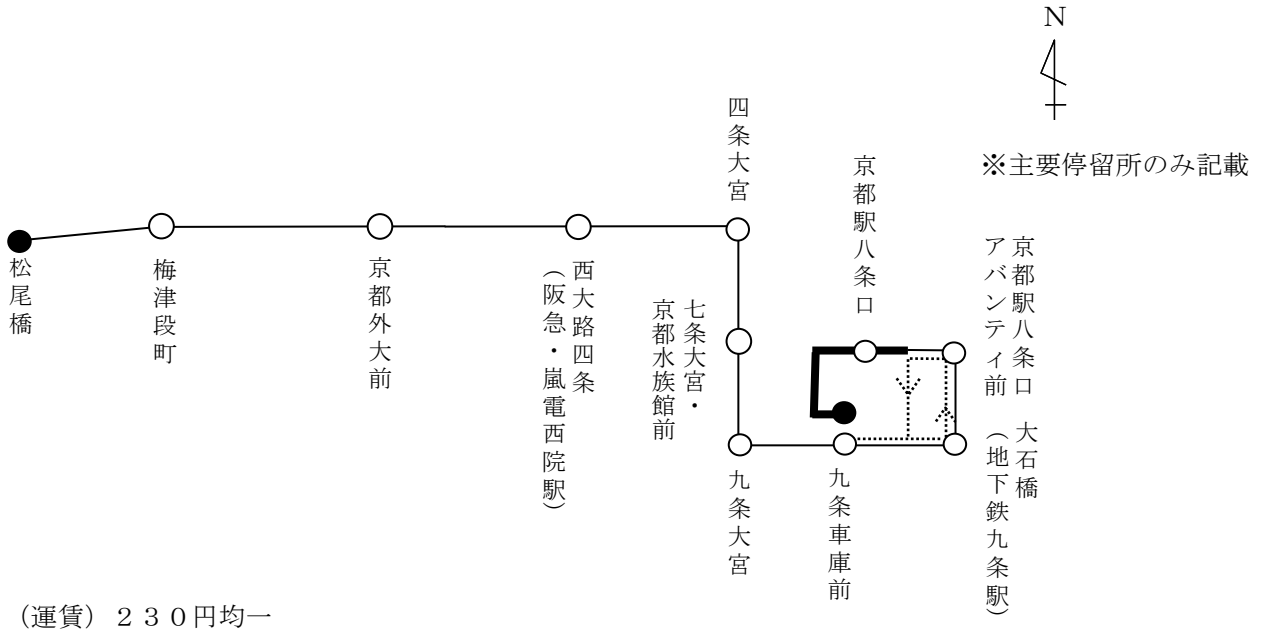 N
※主要停留所のみ記載
四条大宮
京都駅八条口
京都駅八条口
アバンティ前
松尾橋
梅津段町
京都外大前
西大路四条
（阪急・嵐電西院駅）
七条大宮・
京都水族館前
大石橋
（地下鉄九条駅）
九条大宮
九条車庫前
（運賃）２３０円均一